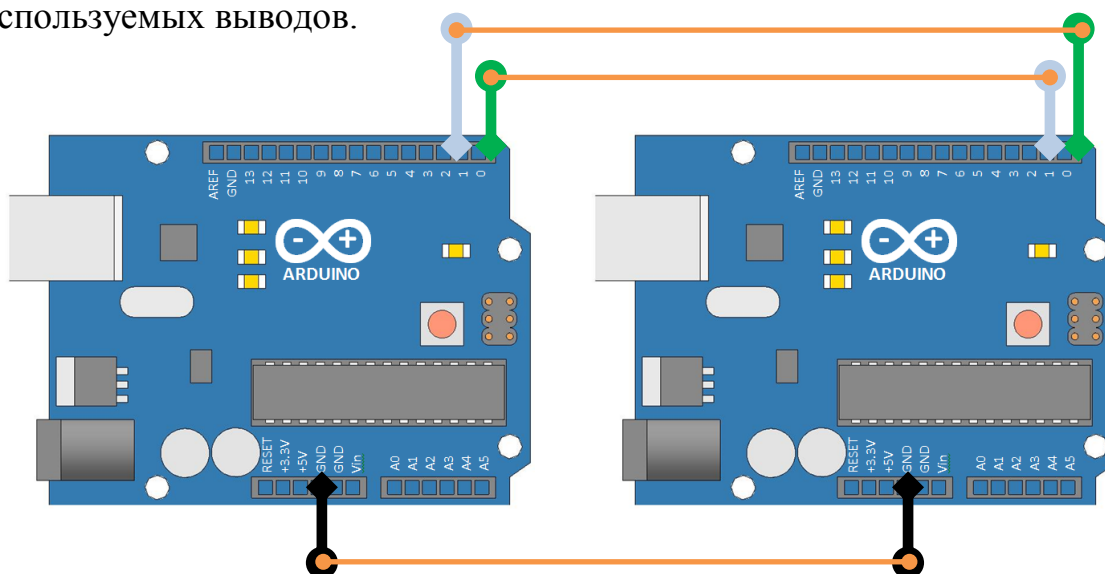 спользуемых выводов.
AREF GND 13 12 11 10 9 8 7 6 5 4 3 2 1 0
AREF GND 13 12 11 10 9 8 7 6 5 4 3 2 1 0
- +
ARDUINO
- +
ARDUINO
RESET +3.3V +5V GND GND Vin A0 A1 A2 A3 A4 A5
RESET +3.3V +5V GND GND Vin A0 A1 A2 A3 A4 A5